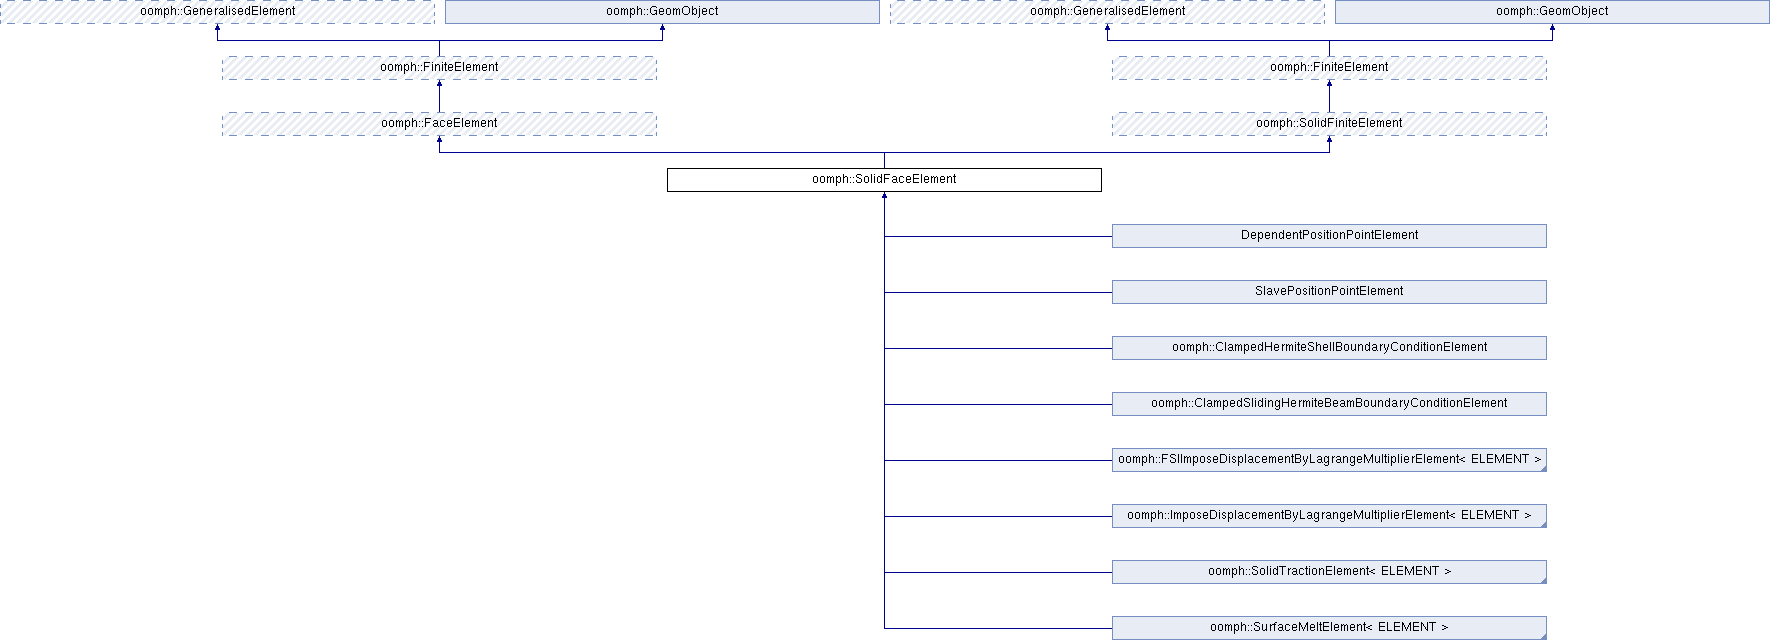 oomph::GeneralisedElement
oomph::GeomObject
oomph::GeneralisedElement
oomph::GeomObject
oomph::FiniteElement
oomph::FiniteElement
oomph::FaceElement
oomph::SolidFiniteElement
oomph::SolidFaceElement
DependentPositionPointElement
SlavePositionPointElement
oomph::ClampedHermiteShellBoundaryConditionElement
oomph::ClampedSlidingHermiteBeamBoundaryConditionElement
oomph::FSIImposeDisplacementByLagrangeMultiplierElement< ELEMENT >
oomph::ImposeDisplacementByLagrangeMultiplierElement< ELEMENT >
oomph::SolidTractionElement< ELEMENT >
oomph::SurfaceMeltElement< ELEMENT >